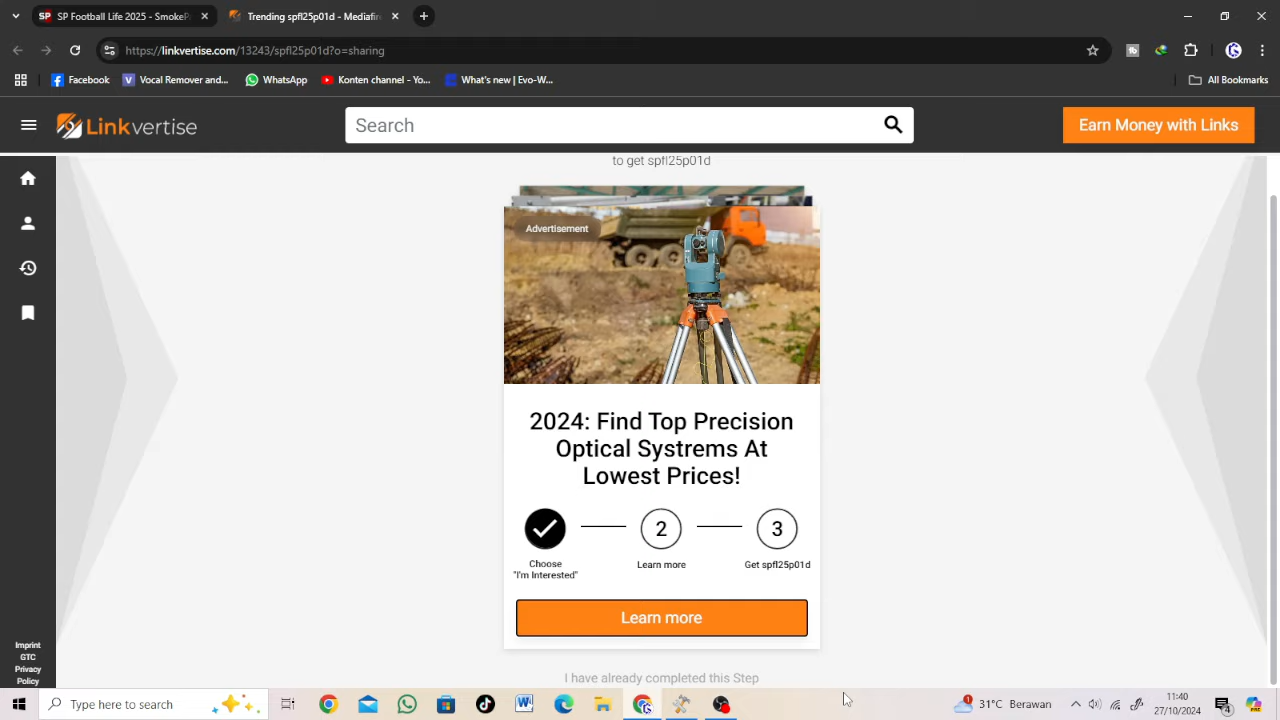 SP Football Life 2025 - SmokeP
spfl25p01d - Linkvertise - Mediafi
https://linkvertise.com/13243/spfl25p01d?o=sharing
Facebook
Vocal Remover and...
WhatsApp
Konten channel - Yo...
What's new | Evo-W...
All Bookmarks
Linkvertise
Search
Earn Money with Links
to get spfl25p01d
Advertisement
2024: Find Top Precision
Optical Systrems At
Lowest Prices!
2
3
Choose
"I'm Interested"
Learn more
Get spfl25p01d
Learn more
I have already completed this Step
Imprint
GTC
Privacy
Policy
Type here to search
1
31°C Berawan
11:40
27/10/2024
4